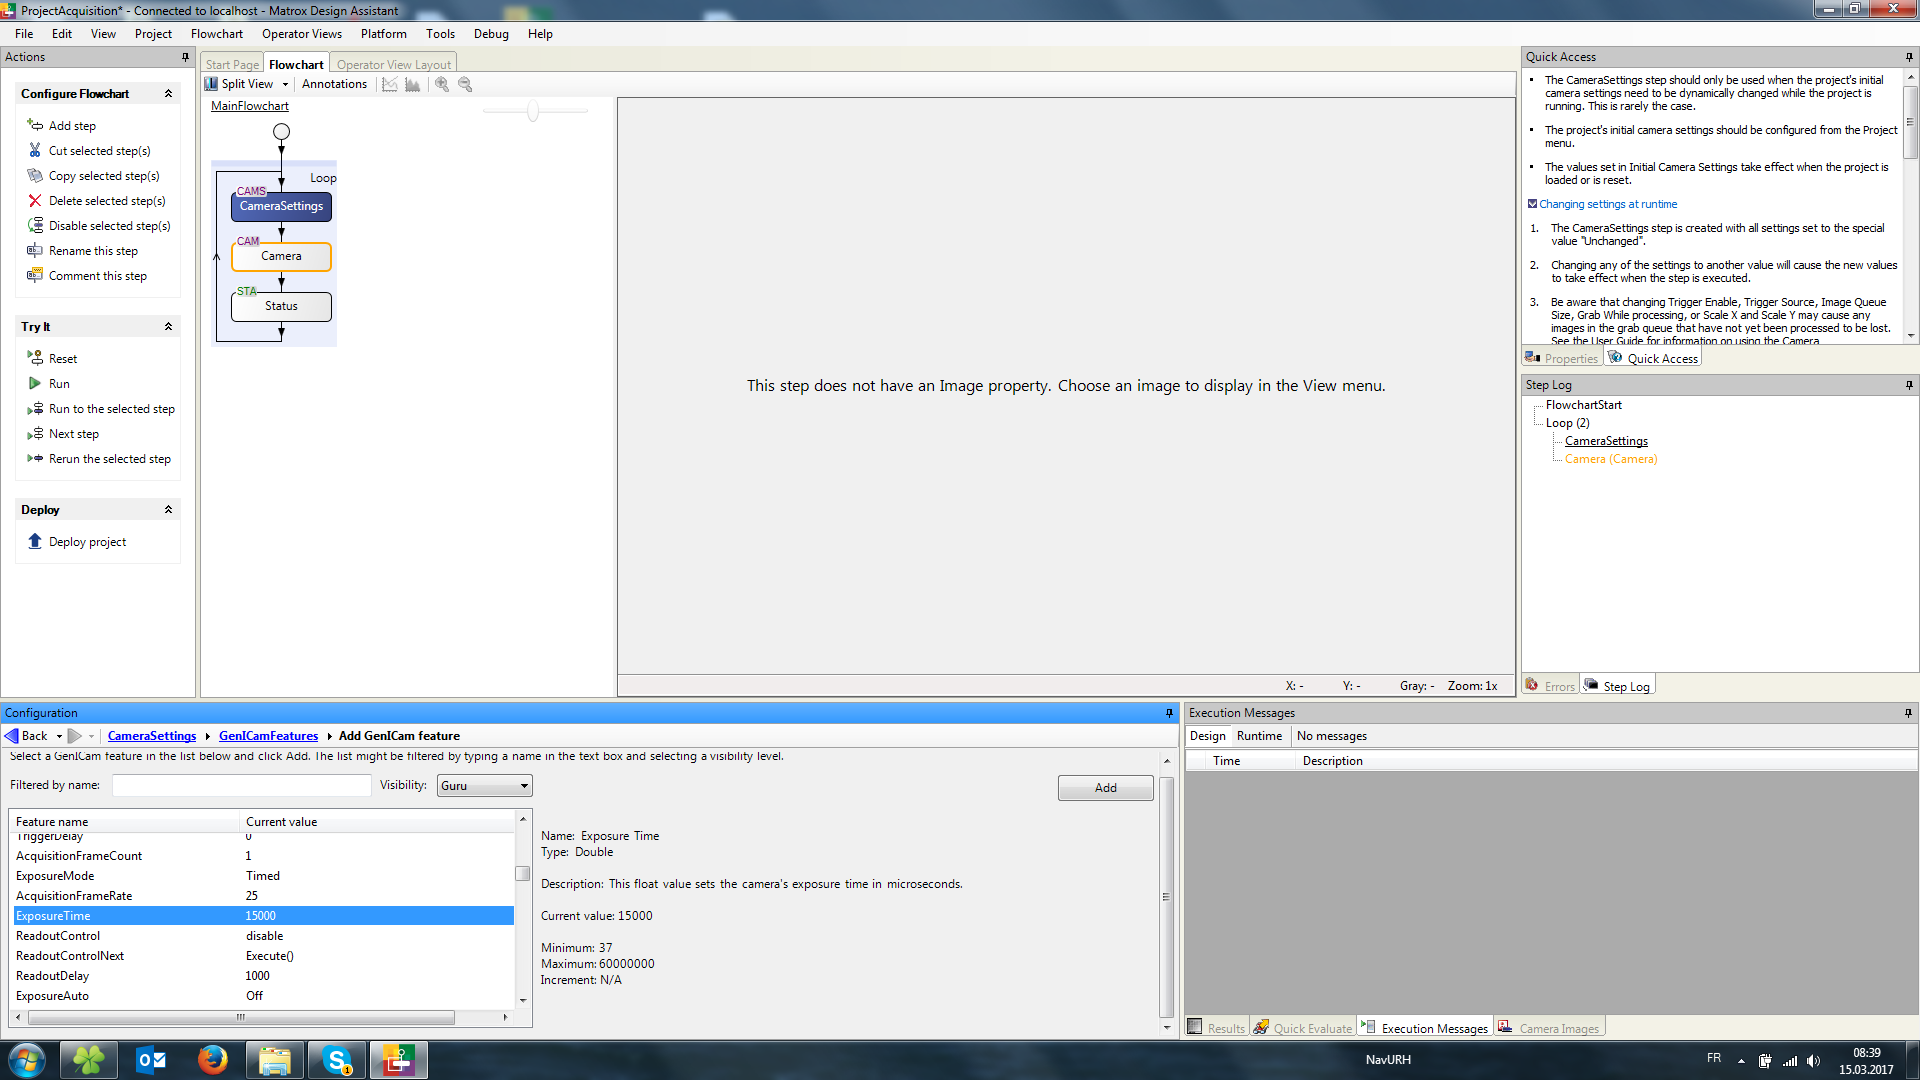 ProjectAcquisition* - Connected to localhost - Matrox Design Assistant
File Edit View Project Flowchart Operator Views Platform Tools Debug Help
Actions
Configure Flowchart
Add step
Cut selected step(s)
Copy selected step(s)
Delete selected step(s)
Disable selected step(s)
Rename this step
Comment this step
Try It
Reset
Run
Run to the selected step
Next step
Rerun the selected step
Deploy
Deploy project
Start Page Flowchart Operator View Layout
Split View Annotations
MainFlowchart
Loop
CAMS
CameraSettings
CAM
Camera
STA
Status
This step does not have an Image property. Choose an image to display in the View menu.
X: - Y: - Gray: - Zoom: 1x
Quick Access
• The CameraSettings step should only be used when the project's initial
camera settings need to be dynamically changed while the project is
running. This is rarely the case.
• The project's initial camera settings should be configured from the Project
menu.
• The values set in Initial Camera Settings take effect when the project is
loaded or is reset.
Changing settings at runtime
1. The CameraSettings step is created with all settings set to the special
value "Unchanged".
2. Changing any of the settings to another value will cause the new values
to take effect when the step is executed.
3. Be aware that changing Trigger Enable, Trigger Source, Image Queue
Size, Grab While processing, or Scale X and Scale Y may cause any
images in the grab queue that have not yet been processed to be lost.
See the User Guide for information on using the Camera
Properties Quick Access
Step Log
FlowchartStart
Loop (2)
CameraSettings
Camera (Camera)
Errors Step Log
Configuration
Back CameraSettings GenICamFeatures Add GenICam feature
Select a GenICam feature in the list below and click Add. The list might be filtered by typing a name in the text box and selecting a visibility level.
Filtered by name: Visibility: Guru Add
Feature name Current value
TriggerDelay 0
AcquisitionFrameCount 1
ExposureMode Timed
AcquisitionFrameRate 25
ExposureTime 15000
ReadoutControl disable
ReadoutControlNext Execute()
ReadoutDelay 1000
ExposureAuto Off
Name: Exposure Time
Type: Double
Description: This float value sets the camera's exposure time in microseconds.
Current value: 15000
Minimum: 37
Maximum: 60000000
Increment: N/A
Execution Messages
Design Runtime No messages
Time Description
Results Quick Evaluate Execution Messages Camera Images
NavURH
FR
08:39
15.03.2017